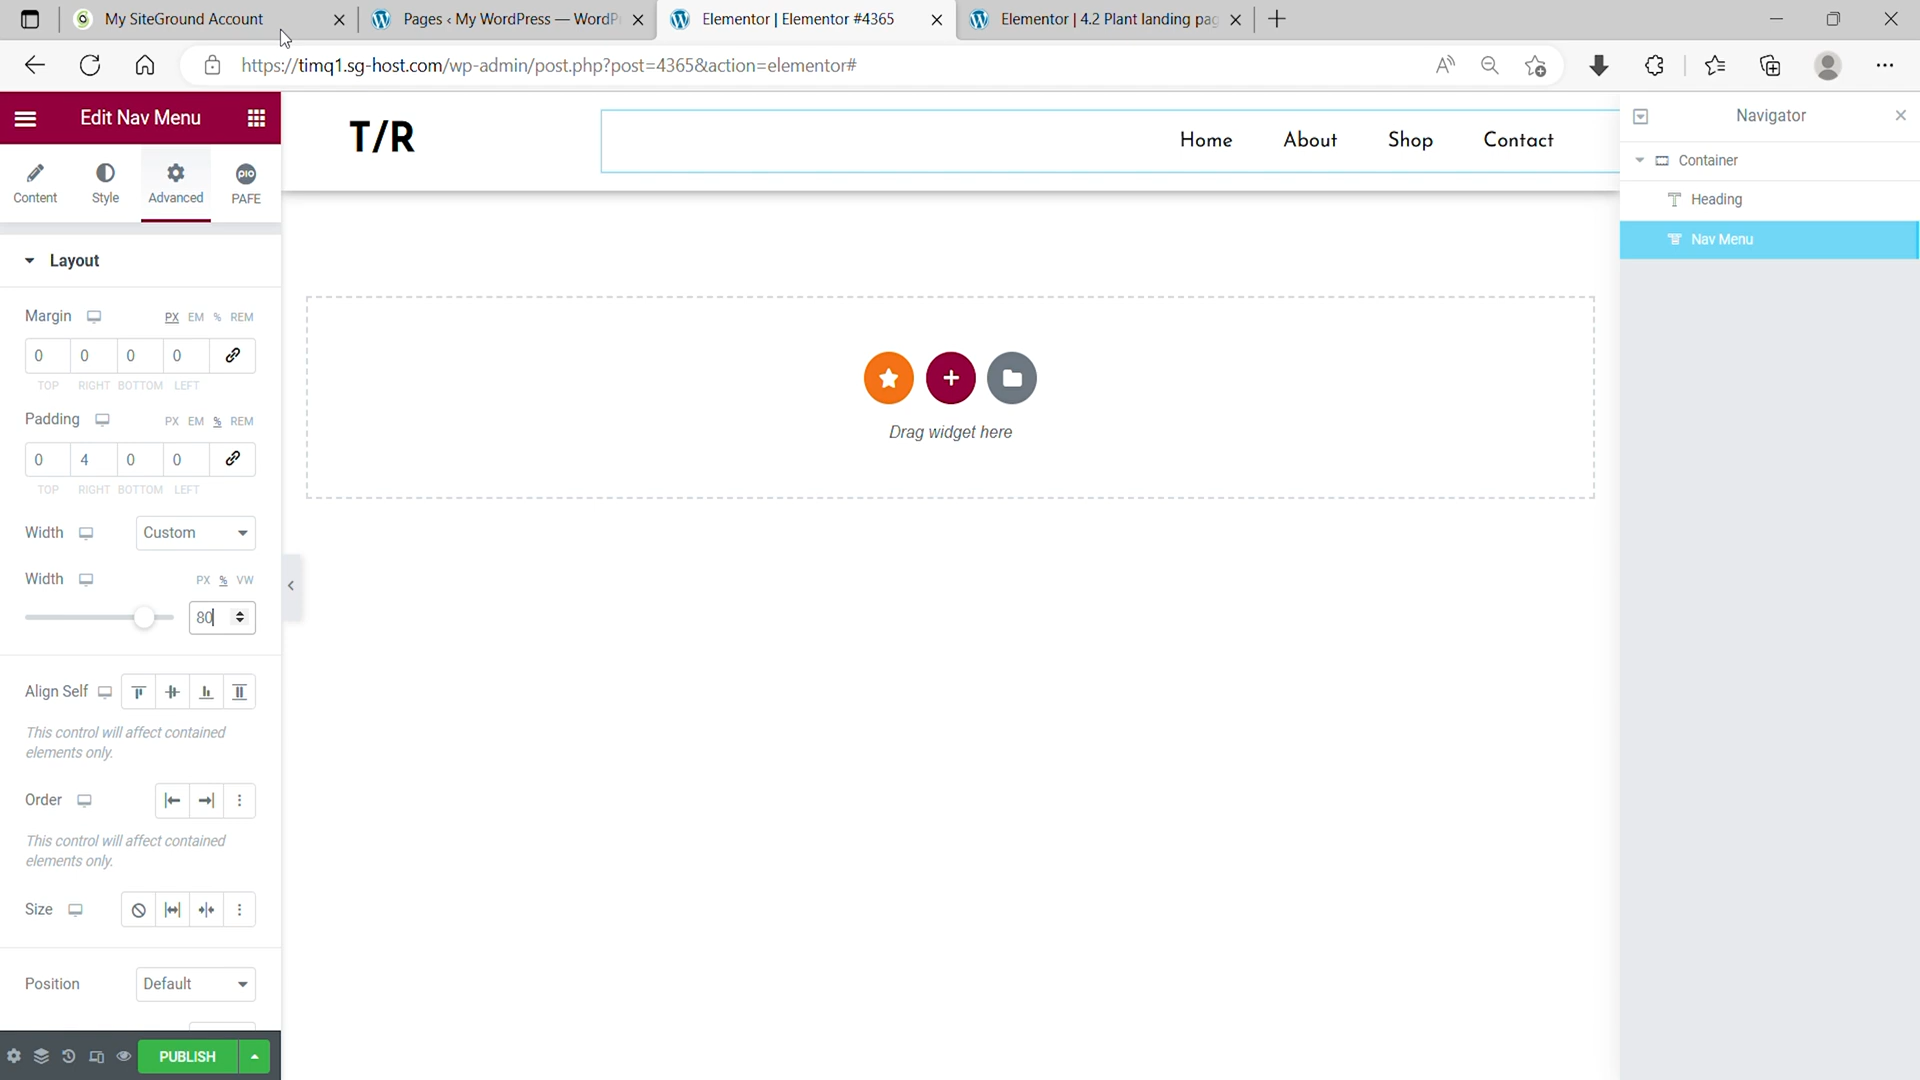 My SiteGround Account
Pages ‹ My WordPress — WordP
Elementor | Elementor #4365
Elementor | 4.2 Plant landing pag
https://timq1.sg-host.com/wp-admin/post.php?post=4365&action=elementor#
Edit Nav Menu
Content
Style
Advanced
PAFE
Layout
Margin
PX EM % REM
0 0 0 0
TOP RIGHT BOTTOM LEFT
Padding
PX EM % REM
0 4 0 0
TOP RIGHT BOTTOM LEFT
Width
Custom
Width
PX % VW
80
Align Self
This control will affect contained
elements only.
Order
This control will affect contained
elements only.
Size
Position
Default
PUBLISH
T/R
Home
About
Shop
Contact
Drag widget here
Navigator
Container
Heading
Nav Menu